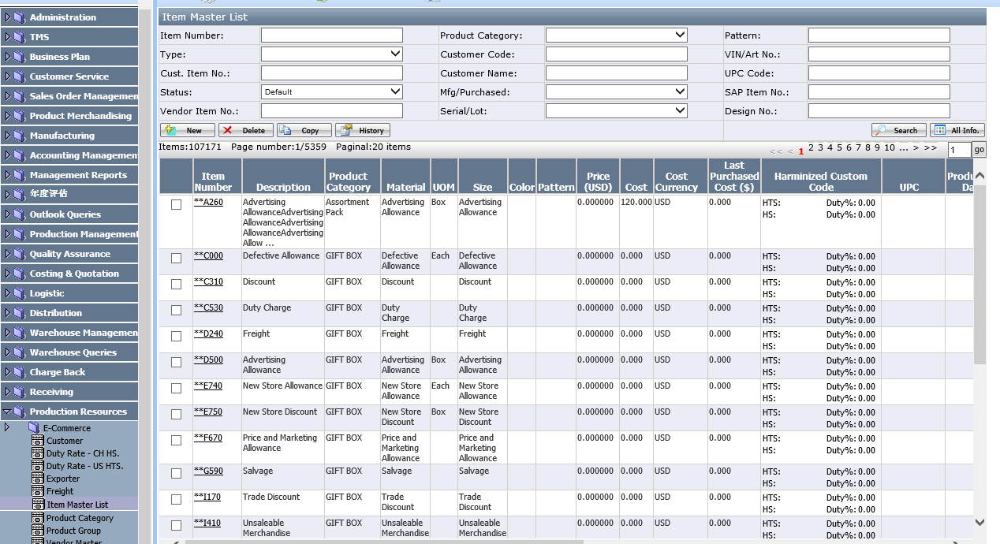 Administration
TMS
Business Plan
Customer Service
Sales Order Managemen
Product Merchandising
Manufacturing
Accounting Managemen
Management Reports
年度评估
Outlook Queries
Production Management
Quality Assurance
Costing & Quotation
Logistic
Distribution
Warehouse Managemen
Warehouse Queries
Charge Back
Receiving
Production Resources
E-Commerce
Customer
Duty Rate - CH HS.
Duty Rate - US HTS.
Exporter
Freight
Item Master List
Product Category
Product Group
Vendor Master
Item Master List
Item Number: Product Category: Pattern:
Type: Customer Code: VIN/Art No.:
Cust. Item No.: Customer Name: UPC Code:
Status: Default Mfg/Purchased: SAP Item No.:
Vendor Item No.: Serial/Lot: Design No.:
New Delete Copy History Search All Info.
Items:107171 Page number:1/5359 Paginal:20 items << < 1 2 3 4 5 6 7 8 9 10 ... > >> 1 go
Last
Item Product Price Cost Purchased Harminized Custom Produ
Number Description Category Material UOM Size Color Pattern (USD) Cost Currency Cost ($) Code UPC Da
**A260 Advertising Assortment Advertising Box Advertising 0.000000 120.000 USD 0.000 HTS: Duty%: 0.00
AllowanceAdvertising Pack Allowance Allowance HS: Duty%: 0.00
AllowanceAdvertising
AllowanceAdvertising
Allow ...
**C000 Defective Allowance GIFT BOX Defective Each Defective 0.000000 0.000 USD 0.000 HTS: Duty%: 0.00
Allowance Allowance HS: Duty%: 0.00
**C310 Discount GIFT BOX Discount Discount 0.000000 0.000 USD 0.000 HTS: Duty%: 0.00
HS: Duty%: 0.00
**C530 Duty Charge GIFT BOX Duty Duty 0.000000 0.000 USD 0.000 HTS: Duty%: 0.00
Charge Charge HS: Duty%: 0.00
**D240 Freight GIFT BOX Freight Freight 0.000000 0.000 USD 0.000 HTS: Duty%: 0.00
HS: Duty%: 0.00
**D500 Advertising GIFT BOX Advertising Box Advertising 0.000000 0.000 USD 0.000 HTS: Duty%: 0.00
Allowance Allowance Allowance HS: Duty%: 0.00
**E740 New Store Allowance GIFT BOX New Store Each New Store 0.000000 0.000 USD 0.000 HTS: Duty%: 0.00
Allowance Allowance HS: Duty%: 0.00
**E750 New Store Discount GIFT BOX New Store Box New Store 0.000000 0.000 USD 0.000 HTS: Duty%: 0.00
Discount Discount HS: Duty%: 0.00
**F670 Price and Marketing GIFT BOX Price and Price and 0.000000 0.000 USD 0.000 HTS: Duty%: 0.00
Allowance Marketing Marketing HS: Duty%: 0.00
Allowance Allowance
**G590 Salvage GIFT BOX Salvage Salvage 0.000000 0.000 USD 0.000 HTS: Duty%: 0.00
HS: Duty%: 0.00
**I170 Trade Discount GIFT BOX Trade Trade 0.000000 0.000 USD 0.000 HTS: Duty%: 0.00
Discount Discount HS: Duty%: 0.00
**I410 Unsaleable GIFT BOX Unsaleable Unsaleable 0.000000 0.000 USD 0.000 HTS: Duty%: 0.00
Merchandise Merchandise Merchandise HS: Duty%: 0.00